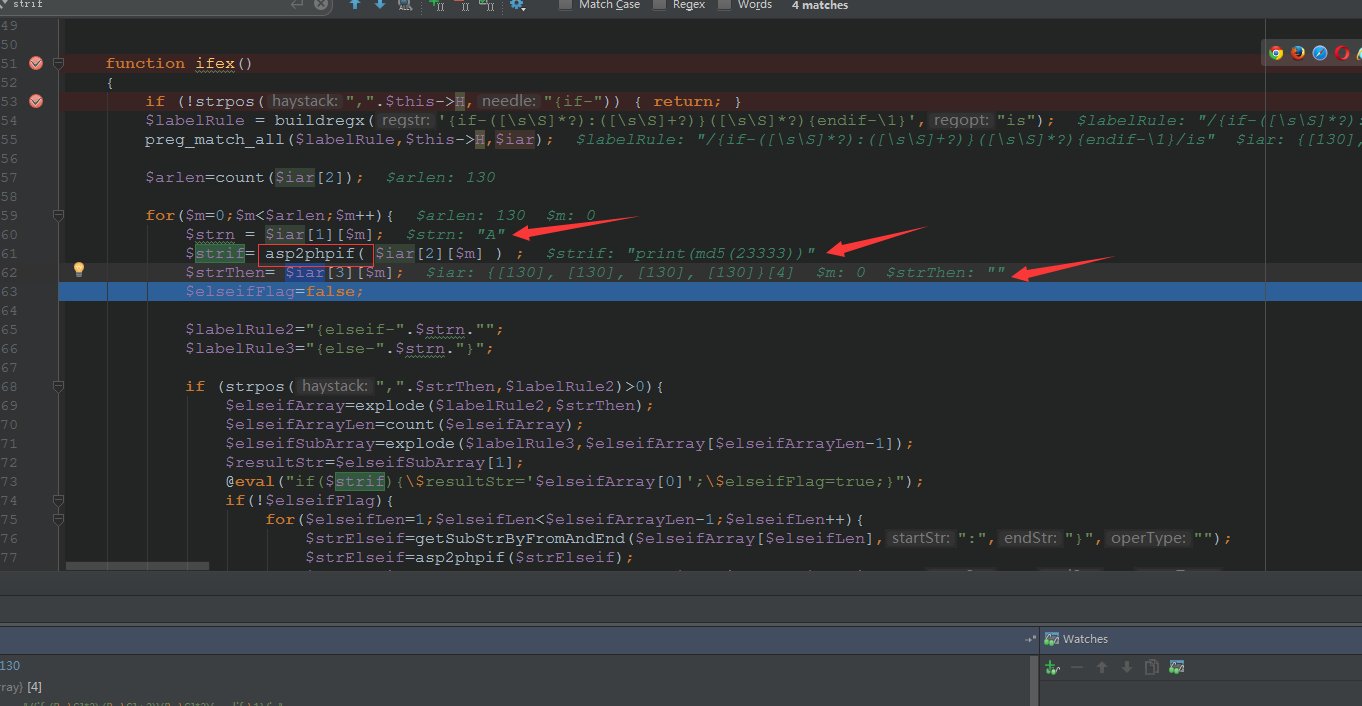 strif Match Case Regex Words 4 matches
49
50
51 function ifex()
52 {
53 if (!strpos( haystack: ",".$this->H, needle: "{if-")) { return; }
54 $labelRule = buildregx( regstr: '{if-([\s\S]*?):([\s\S]+?)}([\s\S]*?){endif-\1}', regopt: "is"); $labelRule: "/{if-([\s\S]*?):
55 preg_match_all($labelRule,$this->H,$iar); $labelRule: "/{if-([\s\S]*?):([\s\S]+?)}([\s\S]*?){endif-\1}/is" $iar: {[130],
56
57 $arlen=count($iar[2]); $arlen: 130
58
59 for($m=0;$m<$arlen;$m++){ $arlen: 130 $m: 0
60 $strn = $iar[1][$m]; $strn: "A"
61 $strif= asp2phpif( $iar[2][$m] ) ; $strif: "print(md5(23333))"
62 $strThen= $iar[3][$m]; $iar: {[130], [130], [130], [130]}[4] $m: 0 $strThen: ""
63 $elseifFlag=false;
64
65 $labelRule2="{elseif-".$strn."";
66 $labelRule3="{else-".$strn."}";
67
68 if (strpos( haystack: ",".$strThen,$labelRule2)>0){
69 $elseifArray=explode($labelRule2,$strThen);
70 $elseifArrayLen=count($elseifArray);
71 $elseifSubArray=explode($labelRule3,$elseifArray[$elseifArrayLen-1]);
72 $resultStr=$elseifSubArray[1];
73 @eval("if($strif){\$resultStr='$elseifArray[0]';\$elseifFlag=true;}");
74 if(!$elseifFlag){
75 for($elseifLen=1;$elseifLen<$elseifArrayLen-1;$elseifLen++){
76 $strElseif=getSubStrByFromAndEnd($elseifArray[$elseifLen], startStr: ":", endStr: "}", operType: "");
77 $strElseif=asp2phpif($strElseif);
Watches
130
rray} [4]